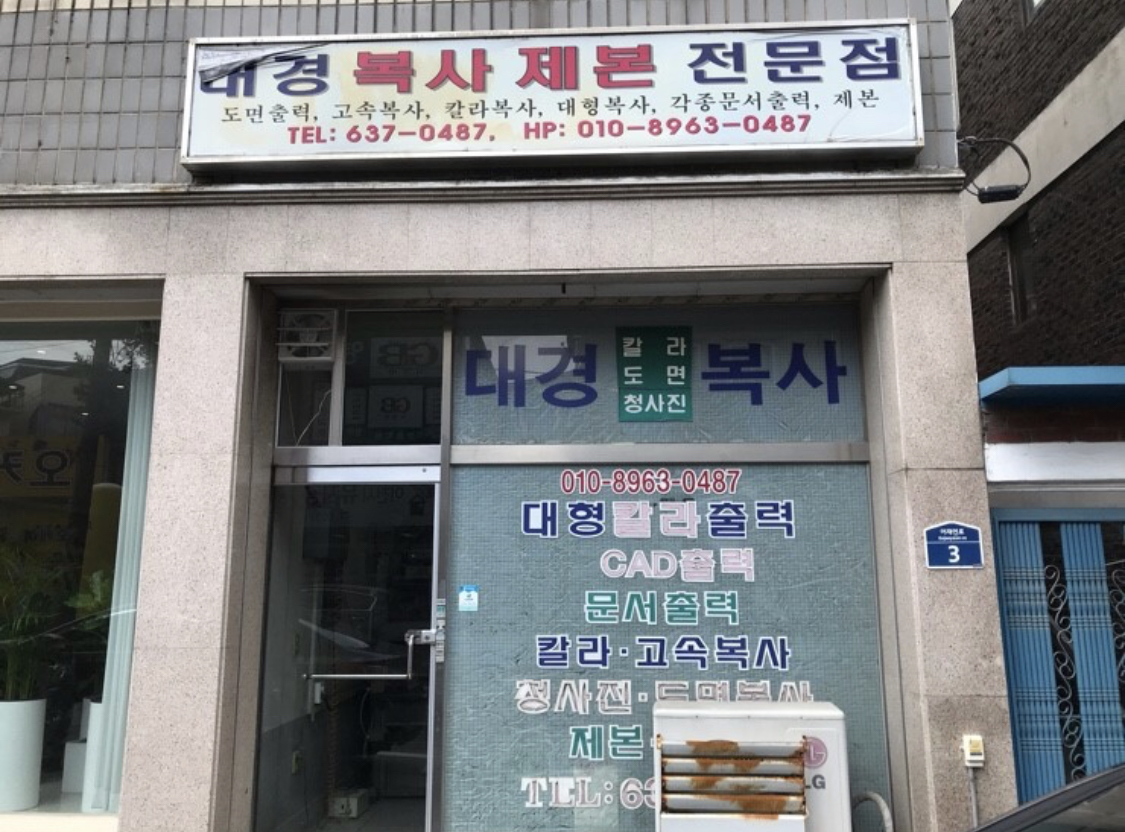 대경 복사 제본 전문점
도면출력, 고속복사, 칼라복사, 대형복사, 각종문서출력, 제본
TEL: 637-0487, HP: 010-8963-0487
대경 칼라 도면 청사진 복사
010-8963-0487
대형칼라출력
CAD출력
문서출력
칼라·고속복사
청사진·도면복사
제본
TEL:63
3
LG